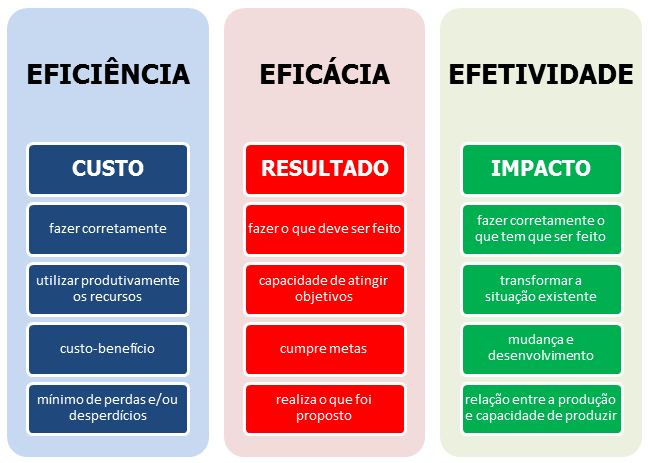 EFICIÊNCIA
CUSTO
fazer corretamente
utilizar produtivamente
os recursos
custo-benefício
mínimo de perdas e/ou
desperdícios
EFICÁCIA
RESULTADO
fazer o que deve ser feito
capacidade de atingir
objetivos
cumpre metas
realiza o que foi
proposto
EFETIVIDADE
IMPACTO
fazer corretamente o
que tem que ser feito
transformar a
situação existente
mudança e
desenvolvimento
relação entre a produção
e capacidade de produzir